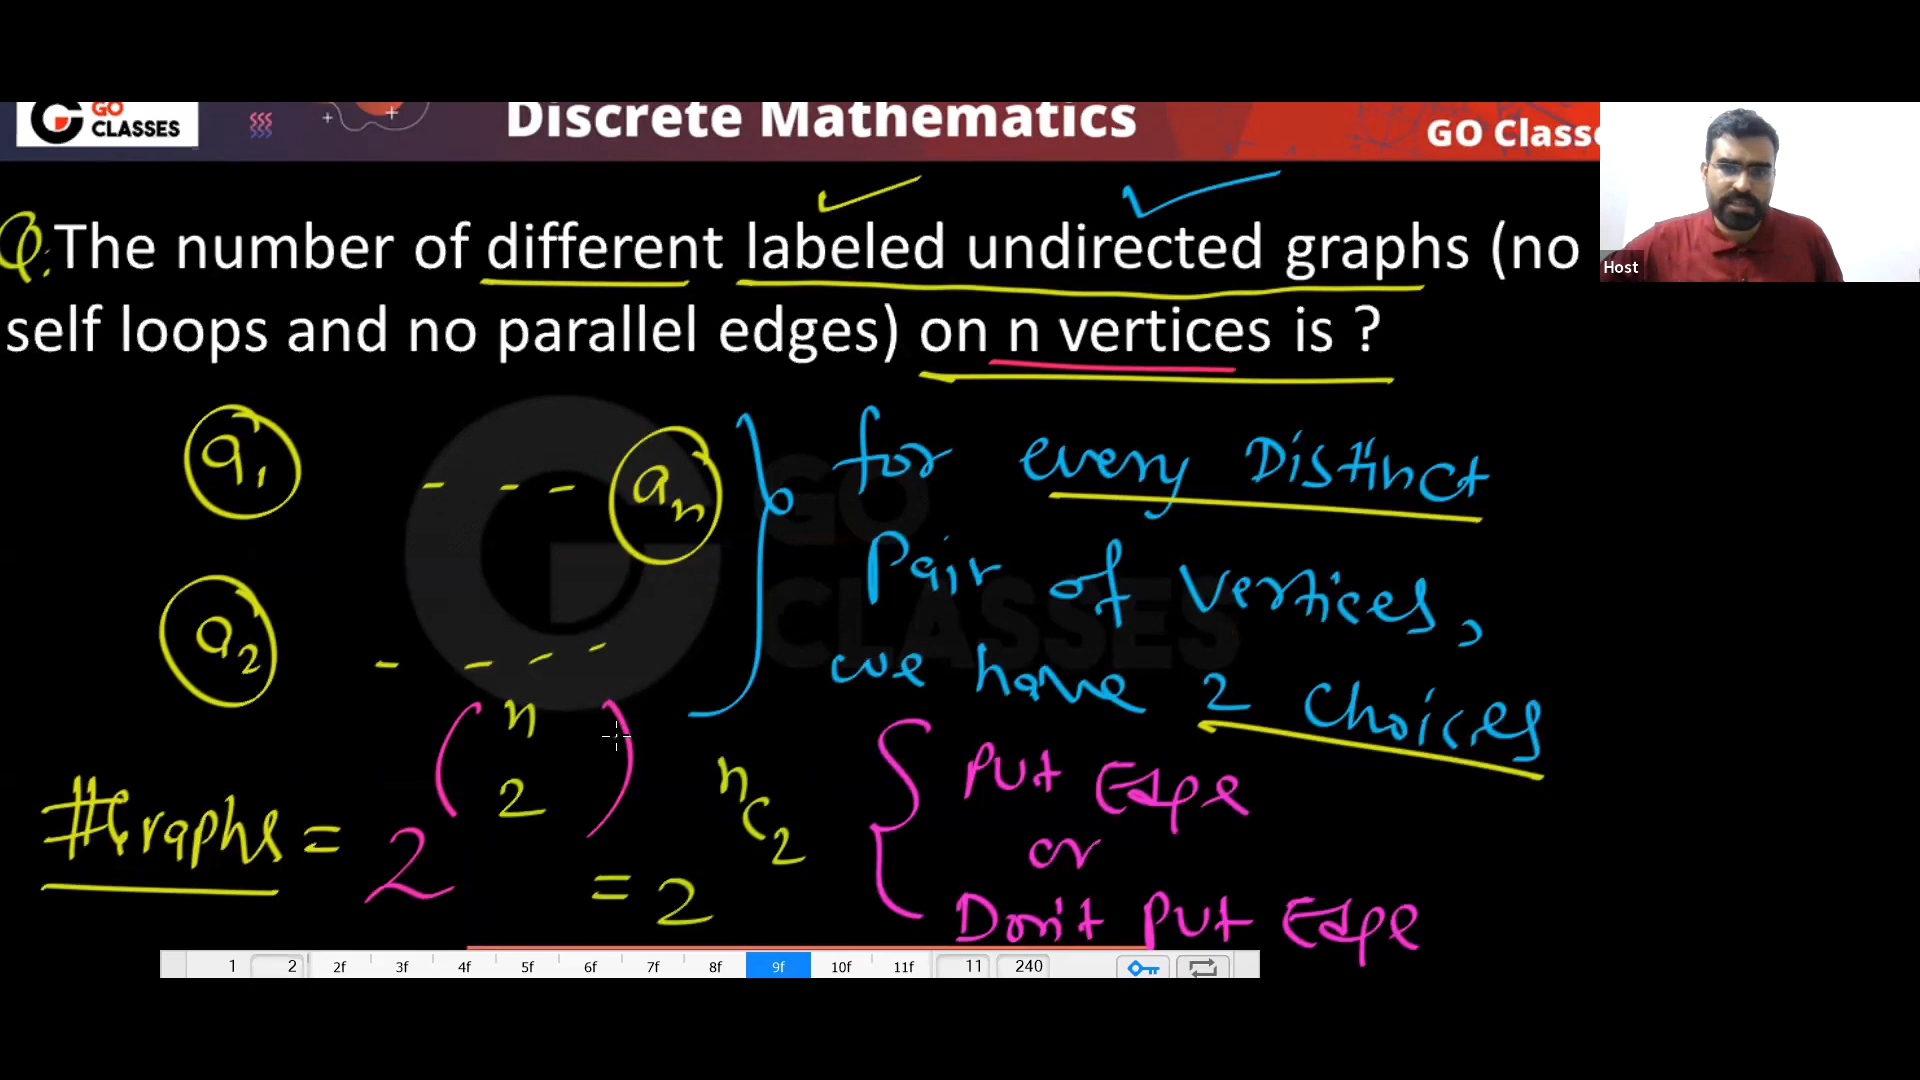 GO
CLASSES
Discrete Mathematics
GO Classe
Host
Q. The number of different labeled undirected graphs (no
self loops and no parallel edges) on n vertices is ?
a1 - - - an
a2 - - - -
for every Distinct
Pair of Vertices,
we have 2 Choices
Put Edge
or
Don't Put Edge
#Graphs = 2^(n 2) = 2^nC2
GO
CLASSES
1 2 2f 3f 4f 5f 6f 7f 8f 9f 10f 11f 11 240